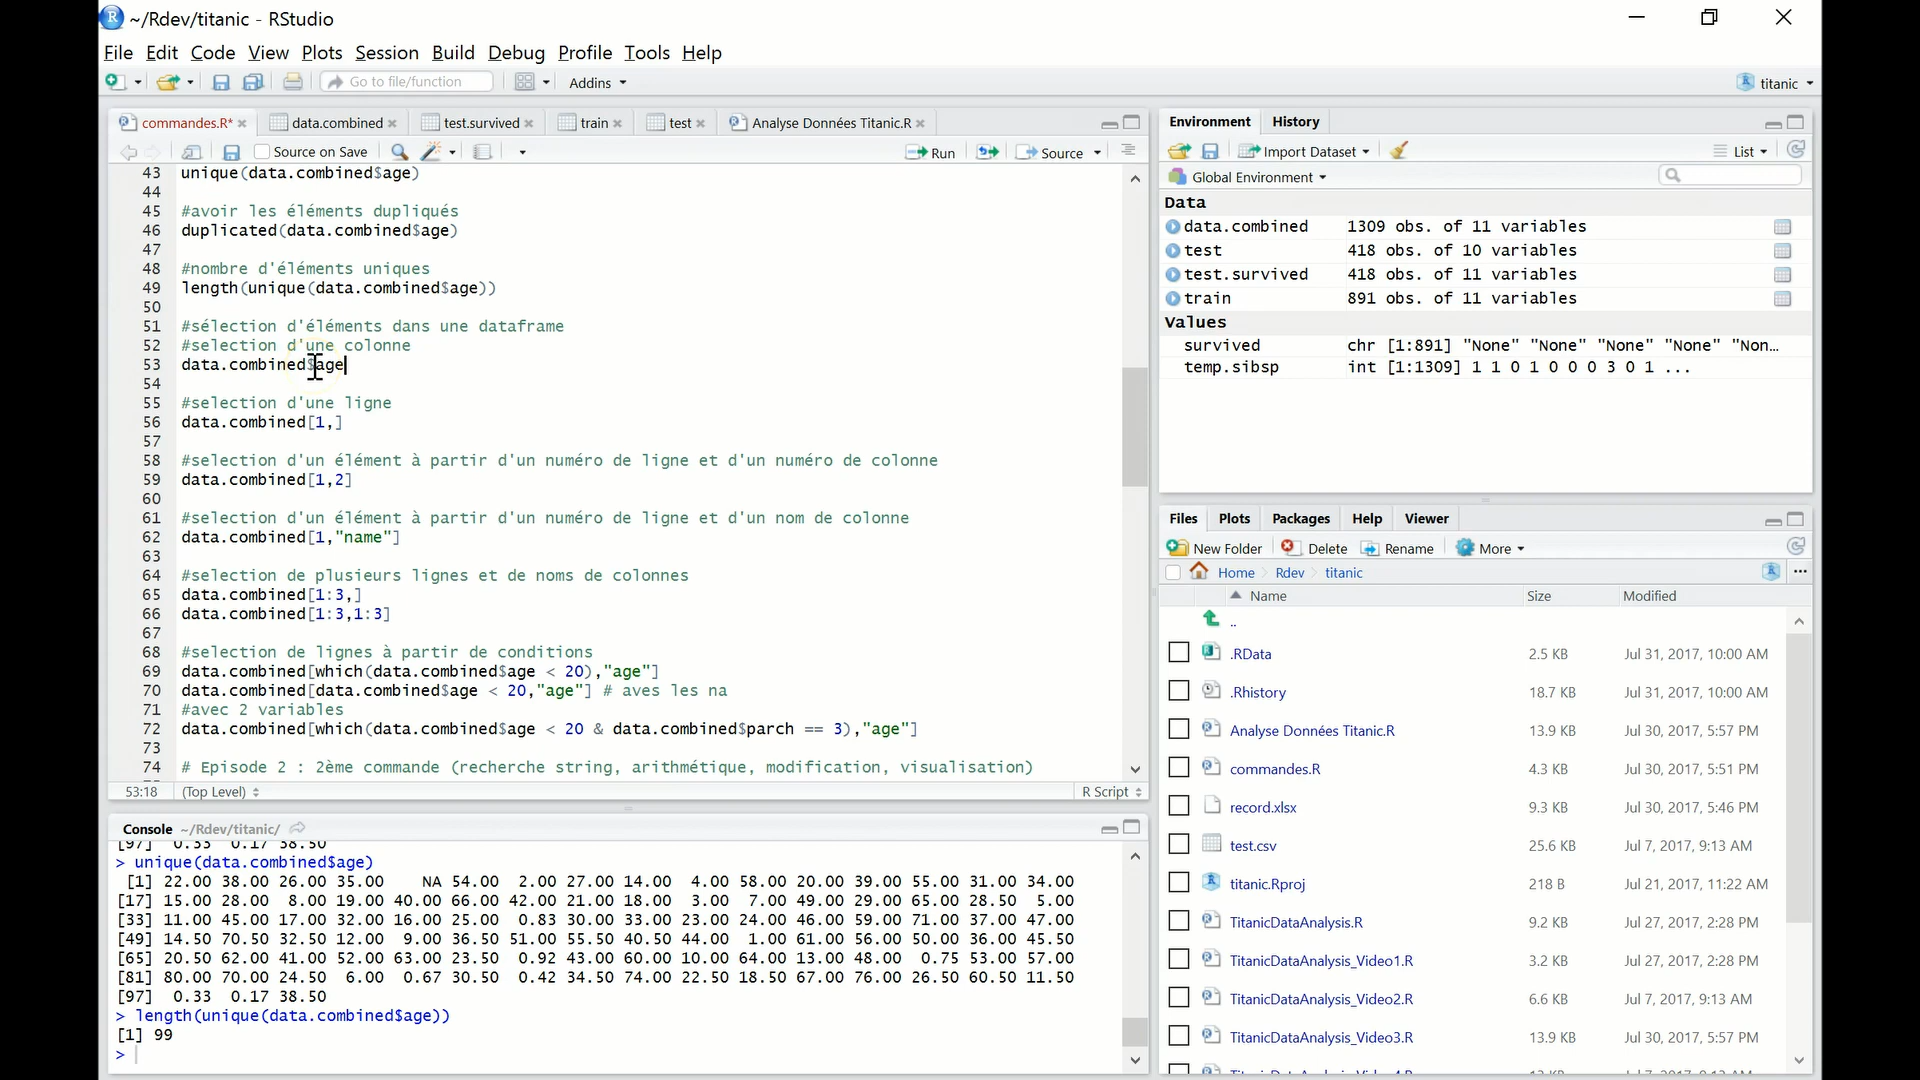 ~/Rdev/titanic - RStudio
File Edit Code View Plots Session Build Debug Profile Tools Help
Go to file/function Addins titanic
commandes.R* data.combined test.survived train test Analyse Données Titanic.R
Source on Save Run Source
43 unique(data.combined$age)
44
45 #avoir les éléments dupliqués
46 duplicated(data.combined$age)
47
48 #nombre d'éléments uniques
49 length(unique(data.combined$age))
50
51 #sélection d'éléments dans une dataframe
52 #selection d'une colonne
53 data.combined$age
54
55 #selection d'une ligne
56 data.combined[1,]
57
58 #selection d'un élément à partir d'un numéro de ligne et d'un numéro de colonne
59 data.combined[1,2]
60
61 #selection d'un élément à partir d'un numéro de ligne et d'un nom de colonne
62 data.combined[1,"name"]
63
64 #selection de plusieurs lignes et de noms de colonnes
65 data.combined[1:3,]
66 data.combined[1:3,1:3]
67
68 #selection de lignes à partir de conditions
69 data.combined[which(data.combined$age < 20),"age"]
70 data.combined[data.combined$age < 20,"age"] # aves les na
71 #avec 2 variables
72 data.combined[which(data.combined$age < 20 & data.combined$parch == 3),"age"]
73
74 # Episode 2 : 2ème commande (recherche string, arithmétique, modification, visualisation)
53:18 (Top Level) R Script
Console ~/Rdev/titanic/
[97] 0.33 0.17 38.50
> unique(data.combined$age)
[1] 22.00 38.00 26.00 35.00 NA 54.00 2.00 27.00 14.00 4.00 58.00 20.00 39.00 55.00 31.00 34.00
[17] 15.00 28.00 8.00 19.00 40.00 66.00 42.00 21.00 18.00 3.00 7.00 49.00 29.00 65.00 28.50 5.00
[33] 11.00 45.00 17.00 32.00 16.00 25.00 0.83 30.00 33.00 23.00 24.00 46.00 59.00 71.00 37.00 47.00
[49] 14.50 70.50 32.50 12.00 9.00 36.50 51.00 55.50 40.50 44.00 1.00 61.00 56.00 50.00 36.00 45.50
[65] 20.50 62.00 41.00 52.00 63.00 23.50 0.92 43.00 60.00 10.00 64.00 13.00 48.00 0.75 53.00 57.00
[81] 80.00 70.00 24.50 6.00 0.67 30.50 0.42 34.50 74.00 22.50 18.50 67.00 76.00 26.50 60.50 11.50
[97] 0.33 0.17 38.50
> length(unique(data.combined$age))
[1] 99
>
Environment History
Import Dataset List
Global Environment
Data
data.combined 1309 obs. of 11 variables
test 418 obs. of 10 variables
test.survived 418 obs. of 11 variables
train 891 obs. of 11 variables
Values
survived chr [1:891] "None" "None" "None" "None" "Non...
temp.sibsp int [1:1309] 1 1 0 1 0 0 0 3 0 1 ...
Files Plots Packages Help Viewer
New Folder Delete Rename More
Home Rdev titanic
Name Size Modified
..
.RData 2.5 KB Jul 31, 2017, 10:00 AM
.Rhistory 18.7 KB Jul 31, 2017, 10:00 AM
Analyse Données Titanic.R 13.9 KB Jul 30, 2017, 5:57 PM
commandes.R 4.3 KB Jul 30, 2017, 5:51 PM
record.xlsx 9.3 KB Jul 30, 2017, 5:46 PM
test.csv 25.6 KB Jul 7, 2017, 9:13 AM
titanic.Rproj 218 B Jul 21, 2017, 11:22 AM
TitanicDataAnalysis.R 9.2 KB Jul 27, 2017, 2:28 PM
TitanicDataAnalysis_Video1.R 3.2 KB Jul 27, 2017, 2:28 PM
TitanicDataAnalysis_Video2.R 6.6 KB Jul 7, 2017, 9:13 AM
TitanicDataAnalysis_Video3.R 13.9 KB Jul 30, 2017, 5:57 PM